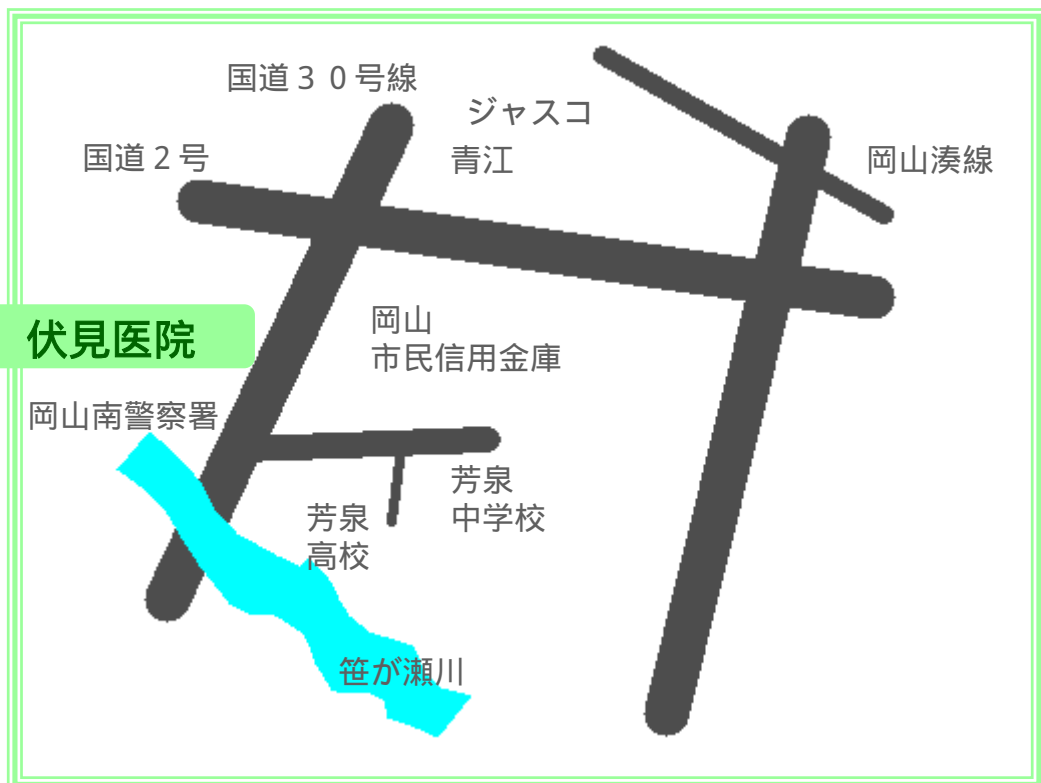 国道３０号線
ジャスコ
青江
国道２号
岡山湊線
岡山
市民信用金庫
伏見医院
岡山南警察署
芳泉
中学校
芳泉
高校
笹が瀬川